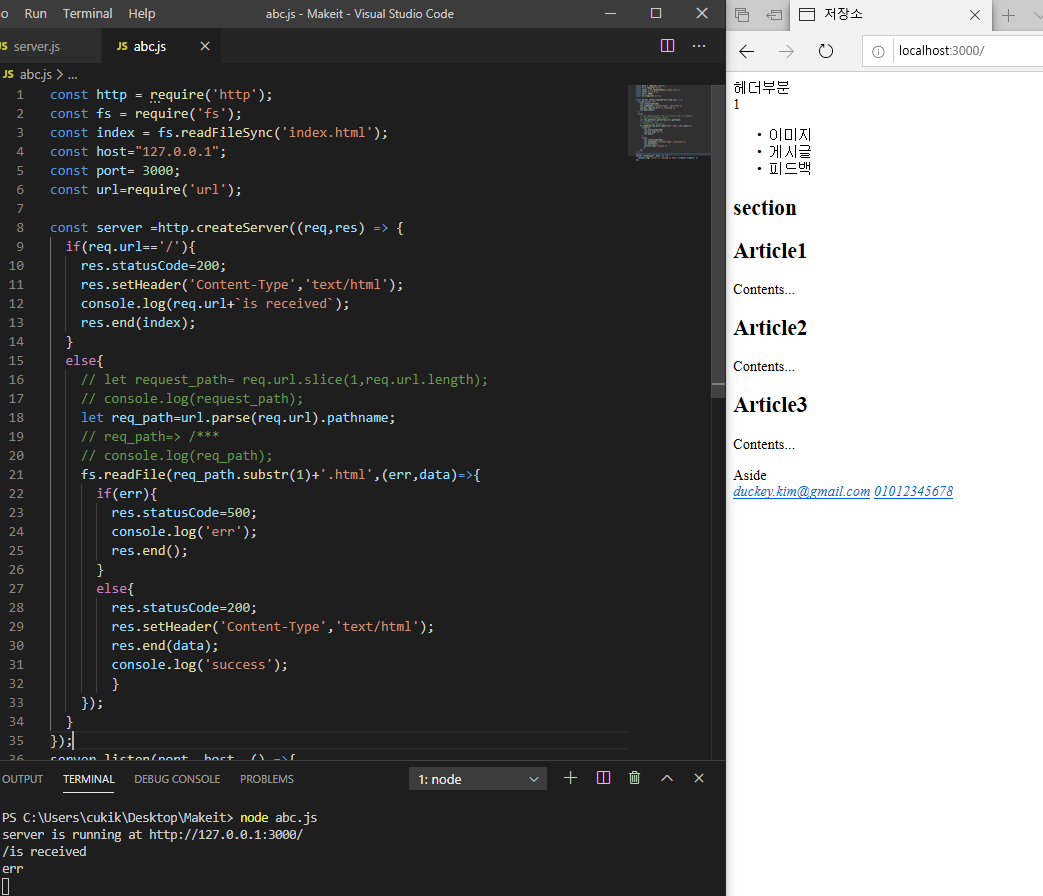 o Run Terminal Help abc.js - Makeit - Visual Studio Code
JS server.js JS abc.js
JS abc.js > ...
1 const http = require('http');
2 const fs = require('fs');
3 const index = fs.readFileSync('index.html');
4 const host="127.0.0.1";
5 const port= 3000;
6 const url=require('url');
7
8 const server =http.createServer((req,res) => {
9 if(req.url=='/'){
10 res.statusCode=200;
11 res.setHeader('Content-Type','text/html');
12 console.log(req.url+`is received`);
13 res.end(index);
14 }
15 else{
16 // let request_path= req.url.slice(1,req.url.length);
17 // console.log(request_path);
18 let req_path=url.parse(req.url).pathname;
19 // req_path=> /***
20 // console.log(req_path);
21 fs.readFile(req_path.substr(1)+'.html',(err,data)=>{
22 if(err){
23 res.statusCode=500;
24 console.log('err');
25 res.end();
26 }
27 else{
28 res.statusCode=200;
29 res.setHeader('Content-Type','text/html');
30 res.end(data);
31 console.log('success');
32 }
33 });
34 }
35 });
36 server.listen(port, host, () =>{
OUTPUT TERMINAL DEBUG CONSOLE PROBLEMS 1: node
PS C:\Users\cukik\Desktop\Makeit> node abc.js
server is running at http://127.0.0.1:3000/
/is received
err
저장소
localhost:3000/
헤더부분
1
• 이미지
• 게시글
• 피드백
section
Article1
Contents...
Article2
Contents...
Article3
Contents...
Aside
duckey.kim@gmail.com 01012345678